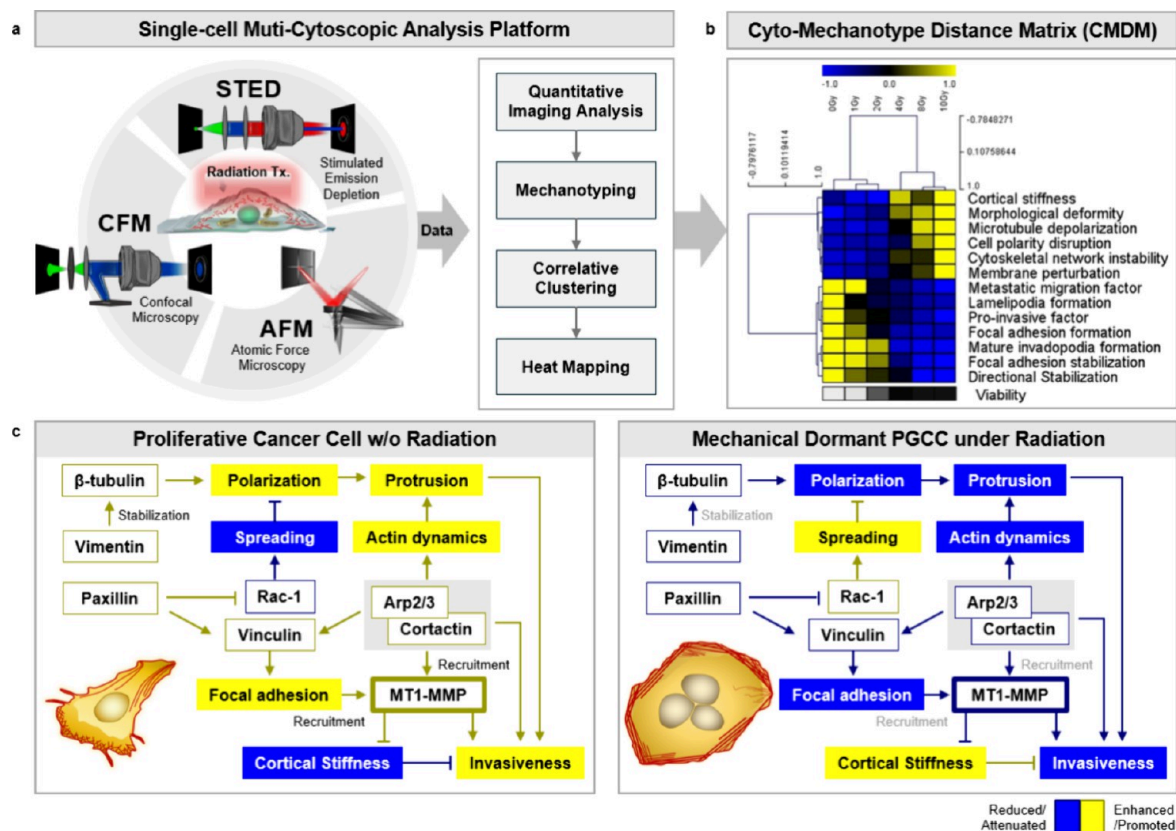 a
Single-cell Muti-Cytoscopic Analysis Platform
STED
Stimulated
Emission
Depletion
Radiation Tx.
CFM
Confocal
Microscopy
AFM
Atomic Force
Microscopy
Data
Quantitative
Imaging Analysis
Mechanotyping
Correlative
Clustering
Heat Mapping
b
Cyto-Mechanotype Distance Matrix (CMDM)
-1.0 1.0
0Gy 1Gy 2Gy 4Gy 8Gy 10Gy
-0.7848271
0.10758644
1.0
-0.7976117
0.10119414
1.0
Cortical stiffness
Morphological deformity
Microtubule depolarization
Cell polarity disruption
Cytoskeletal network instability
Membrane perturbation
Metastatic migration factor
Lamelipodia formation
Pro-invasive factor
Focal adhesion formation
Mature invadopodia formation
Focal adhesion stabilization
Directional Stabilization
Viability
c
Proliferative Cancer Cell w/o Radiation
β-tubulin
Polarization
Protrusion
Stabilization
Vimentin
Spreading
Actin dynamics
Paxillin
Rac-1
Arp2/3
Cortactin
Vinculin
Recruitment
Focal adhesion
MT1-MMP
Recruitment
Cortical Stiffness
Invasiveness
Mechanical Dormant PGCC under Radiation
β-tubulin
Polarization
Protrusion
Stabilization
Vimentin
Spreading
Actin dynamics
Paxillin
Rac-1
Arp2/3
Cortactin
Vinculin
Recruitment
Focal adhesion
MT1-MMP
Recruitment
Cortical Stiffness
Invasiveness
Reduced/
Attenuated
Enhanced
/Promoted